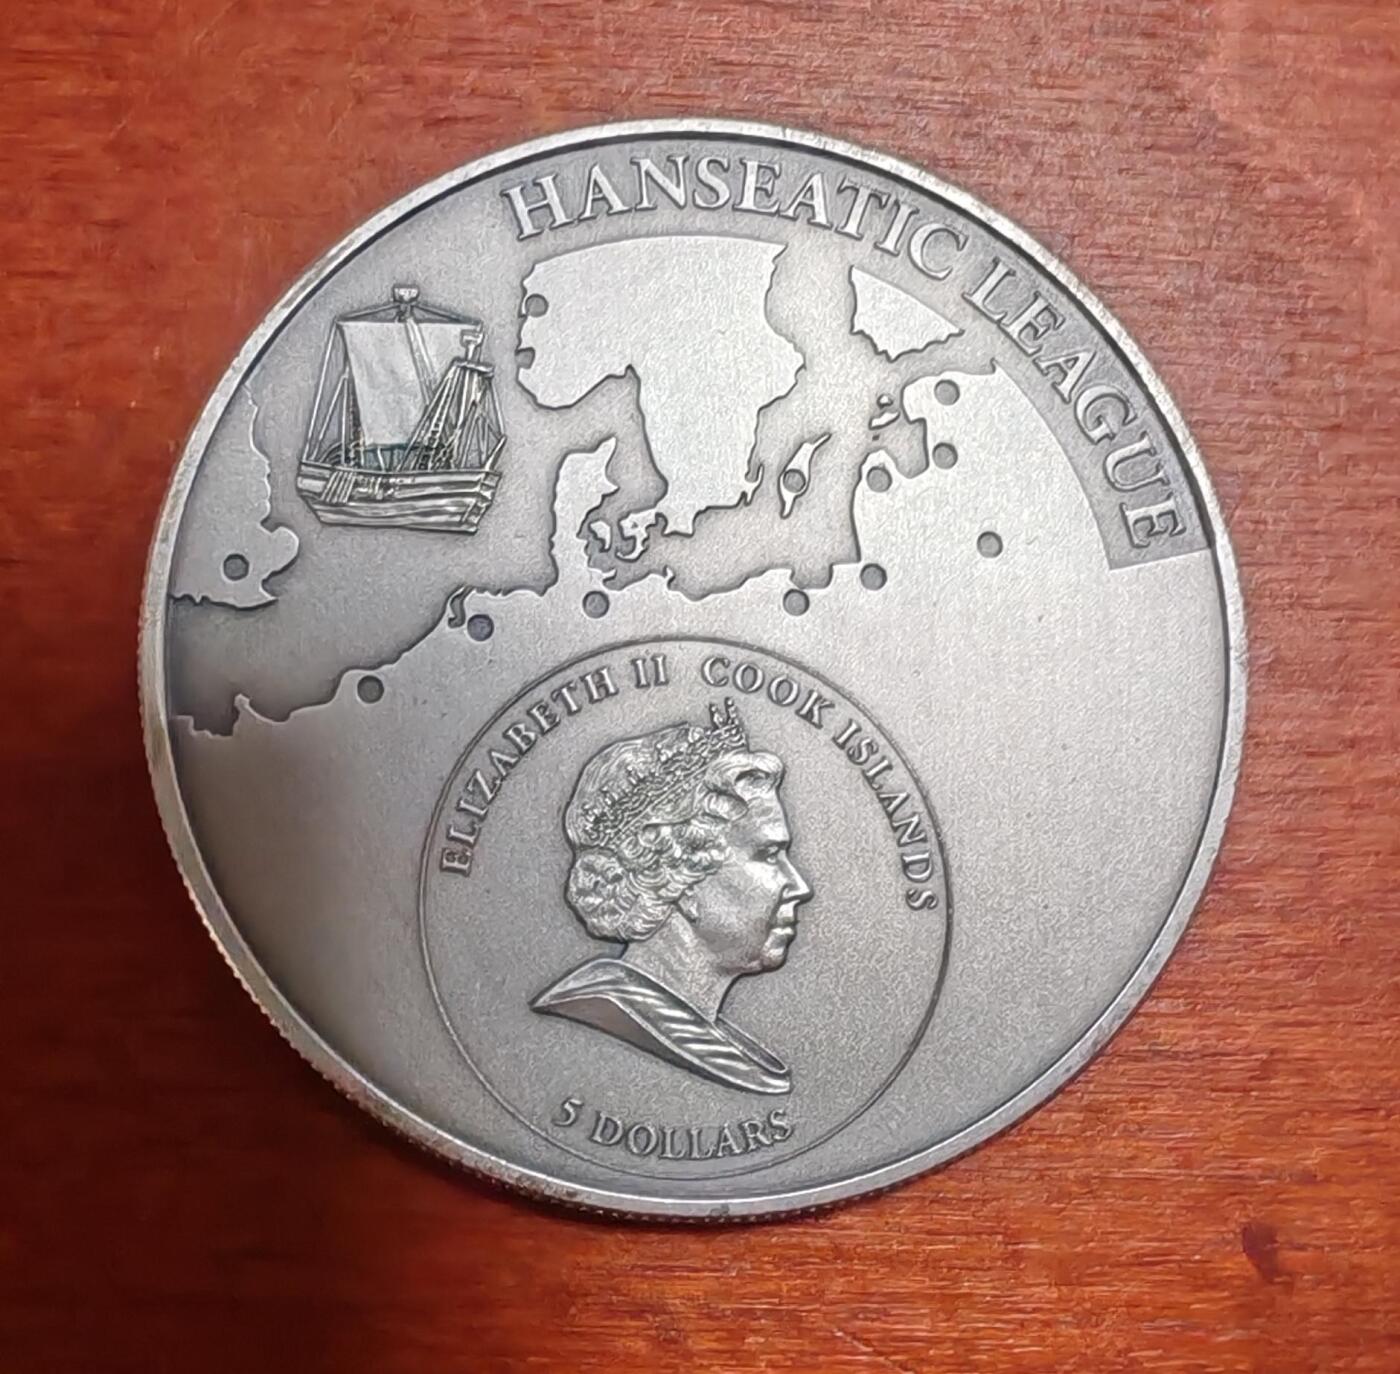 HANSEATIC LEAGUE
ELIZABETH II COOK ISLANDS
5 DOLLARS